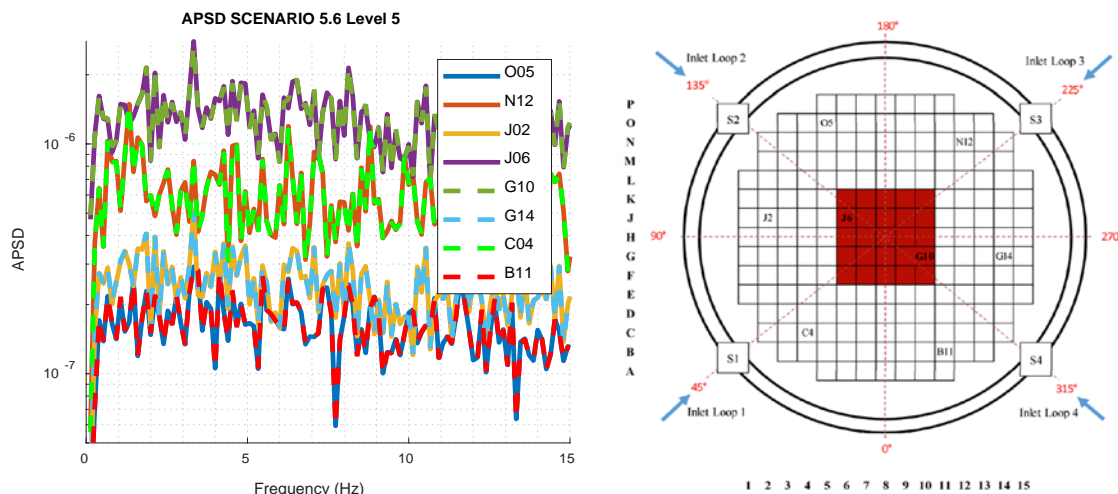 APSD SCENARIO 5.6 Level 5
APSD
10-6
10-7
0
5
10
15
Frequency (Hz)
O05
N12
J02
J06
G10
G14
C04
B11
180°
Inlet Loop 2
Inlet Loop 3
135°
225°
S2
S3
P
O
N
M
L
K
J
H
G
F
E
D
C
B
A
O5
N12
J2
J6
G10
G14
C4
B11
90°
270
S1
S4
45°
315°
Inlet Loop 1
Inlet Loop 4
0°
1 2 3 4 5 6 7 8 9 10 11 12 13 14 15